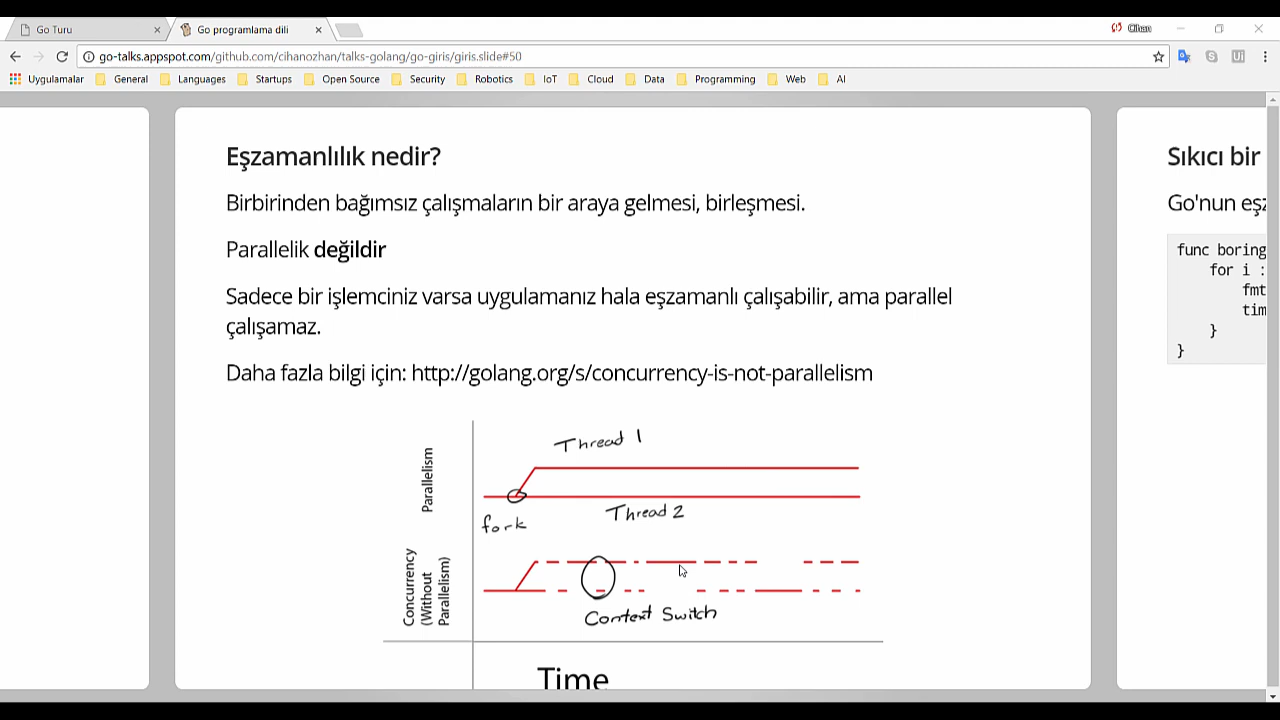 Go Turu
Go programlama dili
Cihan
go-talks.appspot.com/github.com/cihanozhan/talks-golang/go-giris/giris.slide#50
Uygulamalar General Languages Startups Open Source Security Robotics IoT Cloud Data Programming Web AI
Eşzamanlılık nedir?
Birbirinden bağımsız çalışmaların bir araya gelmesi, birleşmesi.
Parallelik değildir
Sadece bir işlemciniz varsa uygulamanız hala eşzamanlı çalışabilir, ama parallel
çalışamaz.
Daha fazla bilgi için: http://golang.org/s/concurrency-is-not-parallelism
Parallelism
Thread 1
Thread 2
fork
Concurrency
(Without
Parallelism)
Context Switch
Time
Sıkıcı bir
Go'nun eşz
func boring
for i :
fmt
tim
}
}